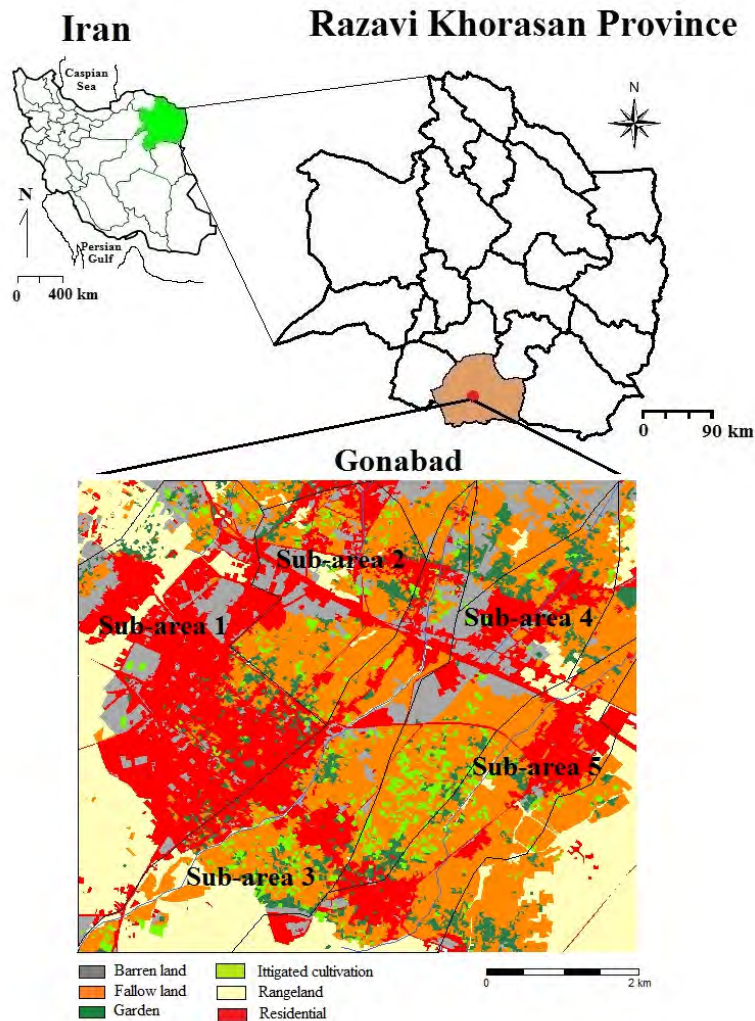 Iran
Razavi Khorasan Province
Caspian
Sea
N
N
Persian
Gulf
0 400 km
0 90 km
Gonabad
Sub-area 2
Sub-area 1
Sub-area 4
Sub-area 5
Sub-area 3
Barren land
Ittigated cultivation
Fallow land
Rangeland
Garden
Residential
0 2 km